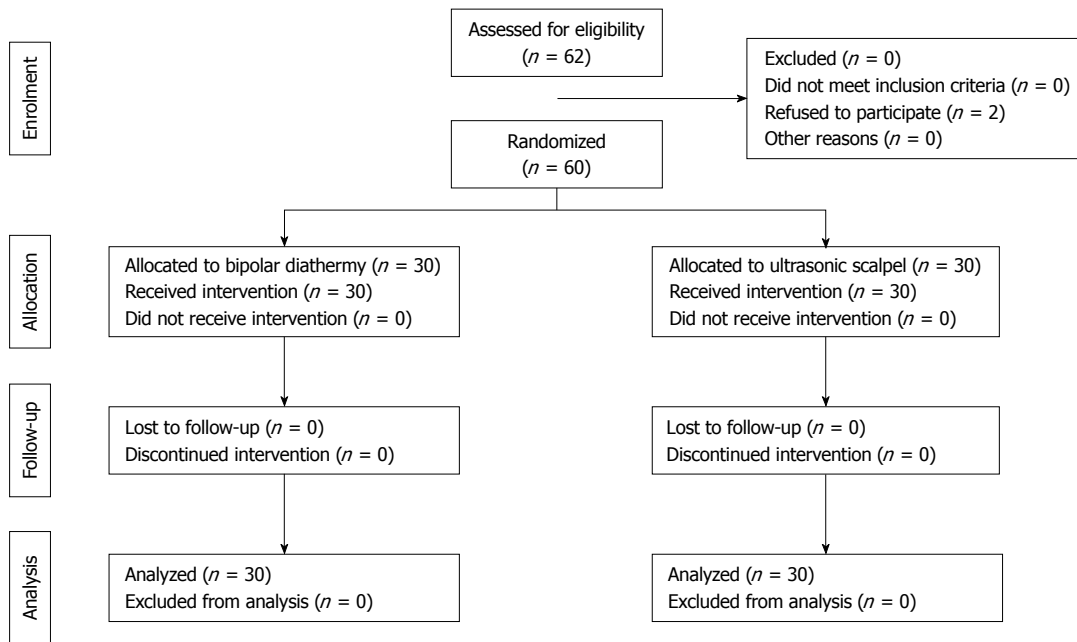 Enrolment
Assessed for eligibility
(n = 62)
Excluded (n = 0)
Did not meet inclusion criteria (n = 0)
Refused to participate (n = 2)
Other reasons (n = 0)
Randomized
(n = 60)
Allocation
Allocated to bipolar diathermy (n = 30)
Received intervention (n = 30)
Did not receive intervention (n = 0)
Allocated to ultrasonic scalpel (n = 30)
Received intervention (n = 30)
Did not receive intervention (n = 0)
Follow-up
Lost to follow-up (n = 0)
Discontinued intervention (n = 0)
Lost to follow-up (n = 0)
Discontinued intervention (n = 0)
Analysis
Analyzed (n = 30)
Excluded from analysis (n = 0)
Analyzed (n = 30)
Excluded from analysis (n = 0)